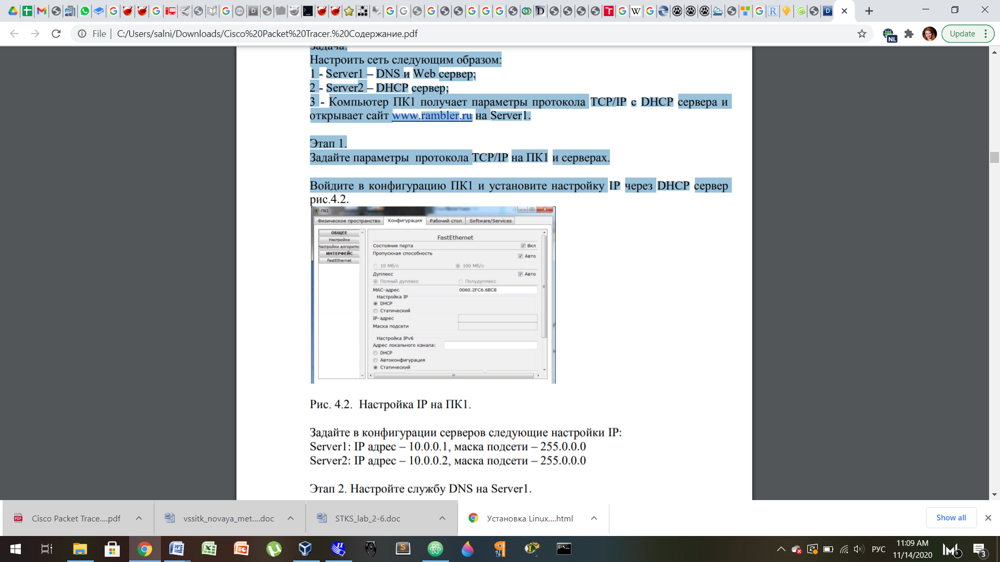 File
C:/Users/salni/Downloads/Cisco%20Packet%20Tracer.%20Содержание.pdf
NL
Update
Задача.
Настроить сеть следующим образом:
1 - Server1 – DNS и Web сервер;
2 - Server2 – DHCP сервер;
3 - Компьютер ПК1 получает параметры протокола TCP/IP с DHCP сервера и
открывает сайт www.rambler.ru на Server1.
Этап 1.
Задайте параметры протокола TCP/IP на ПК1 и серверах.
Войдите в конфигурацию ПК1 и установите настройку IP через DHCP сервер
рис.4.2.
ПК1
Физическое пространство Конфигурация Рабочий стол Software/Services
ОБЩЕЕ
Настройки
Настройки алгоритма
ИНТЕРФЕЙС
FastEthernet
FastEthernet
Состояние порта Вкл
Пропускная способность Авто
10 Мб/с 100 Мб/с
Дуплекс Авто
Полный дуплекс Полудуплекс
MAC-адрес 0060.2FC6.6BC8
Настройка IP
DHCP
Статический
IP-адрес
Маска подсети
Настройка IPv6
Адрес локального канала:
DHCP
Автоконфигурация
Статический
Рис. 4.2. Настройка IP на ПК1.
Задайте в конфигурации серверов следующие настройки IP:
Server1: IP адрес – 10.0.0.1, маска подсети – 255.0.0.0
Server2: IP адрес – 10.0.0.2, маска подсети – 255.0.0.0
Этап 2. Настройте службу DNS на Server1.
Cisco Packet Trace....pdf
vssitk_novaya_met....doc
STKS_lab_2-6.doc
Установка Linux....html
Show all
РУС
11:09 AM
11/14/2020
3